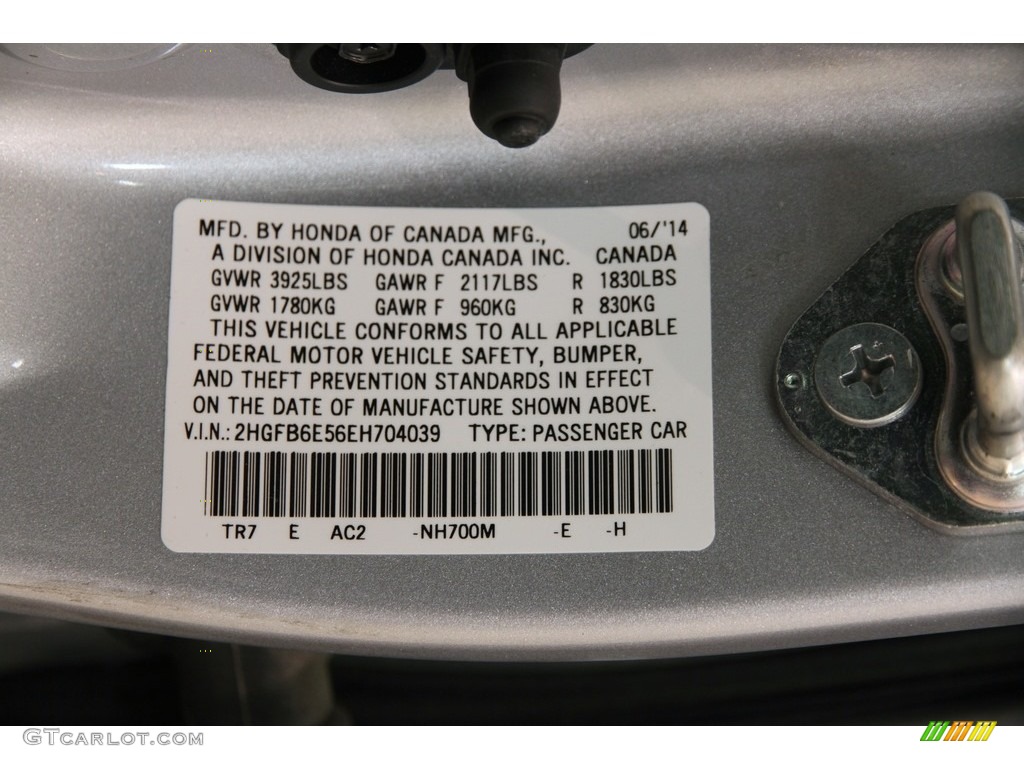 MFD. BY HONDA OF CANADA MFG., 06/'14
A DIVISION OF HONDA CANADA INC. CANADA
GVWR 3925LBS GAWR F 2117LBS R 1830LBS
GVWR 1780KG GAWR F 960KG R 830KG
THIS VEHICLE CONFORMS TO ALL APPLICABLE
FEDERAL MOTOR VEHICLE SAFETY, BUMPER,
AND THEFT PREVENTION STANDARDS IN EFFECT
ON THE DATE OF MANUFACTURE SHOWN ABOVE.
V.I.N.: 2HGFB6E56EH704039 TYPE: PASSENGER CAR
TR7 E AC2 -NH700M -E -H
GTCARLOT.COM